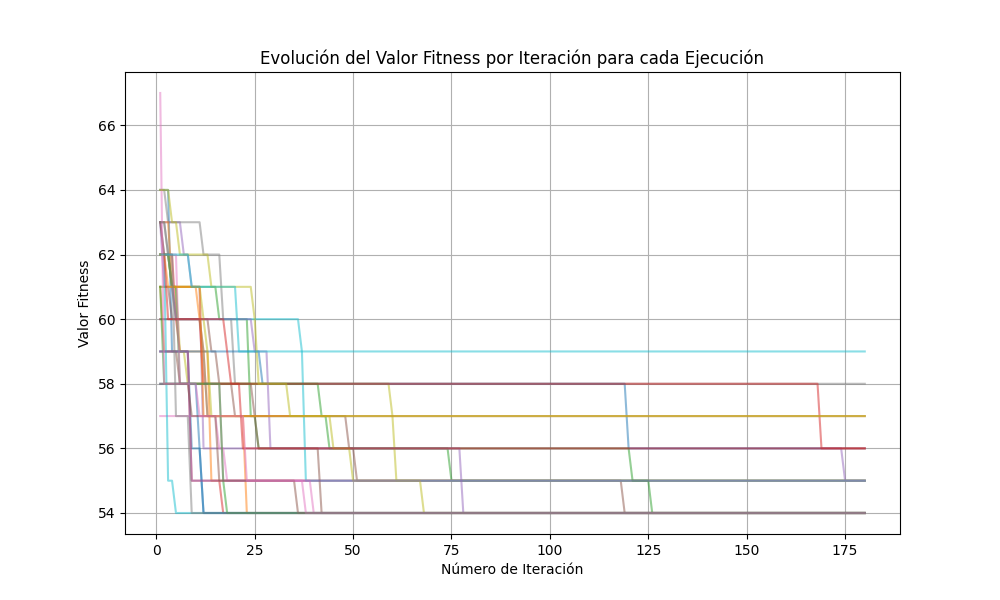 Evolución del Valor Fitness por Iteración para cada Ejecución
Valor Fitness
66
64
62
60
58
56
54
0 25 50 75 100 125 150 175
Número de Iteración